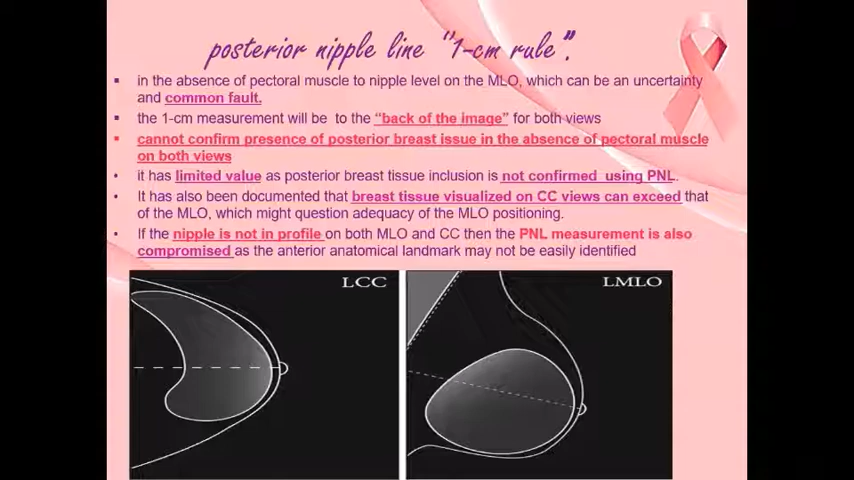 posterior nipple line "1-cm rule".
▪ in the absence of pectoral muscle to nipple level on the MLO, which can be an uncertainty
and common fault.
▪ the 1-cm measurement will be to the "back of the image" for both views
▪ cannot confirm presence of posterior breast issue in the absence of pectoral muscle
on both views
• it has limited value as posterior breast tissue inclusion is not confirmed using PNL.
• It has also been documented that breast tissue visualized on CC views can exceed that
of the MLO, which might question adequacy of the MLO positioning.
• If the nipple is not in profile on both MLO and CC then the PNL measurement is also
compromised as the anterior anatomical landmark may not be easily identified
LCC
LMLO